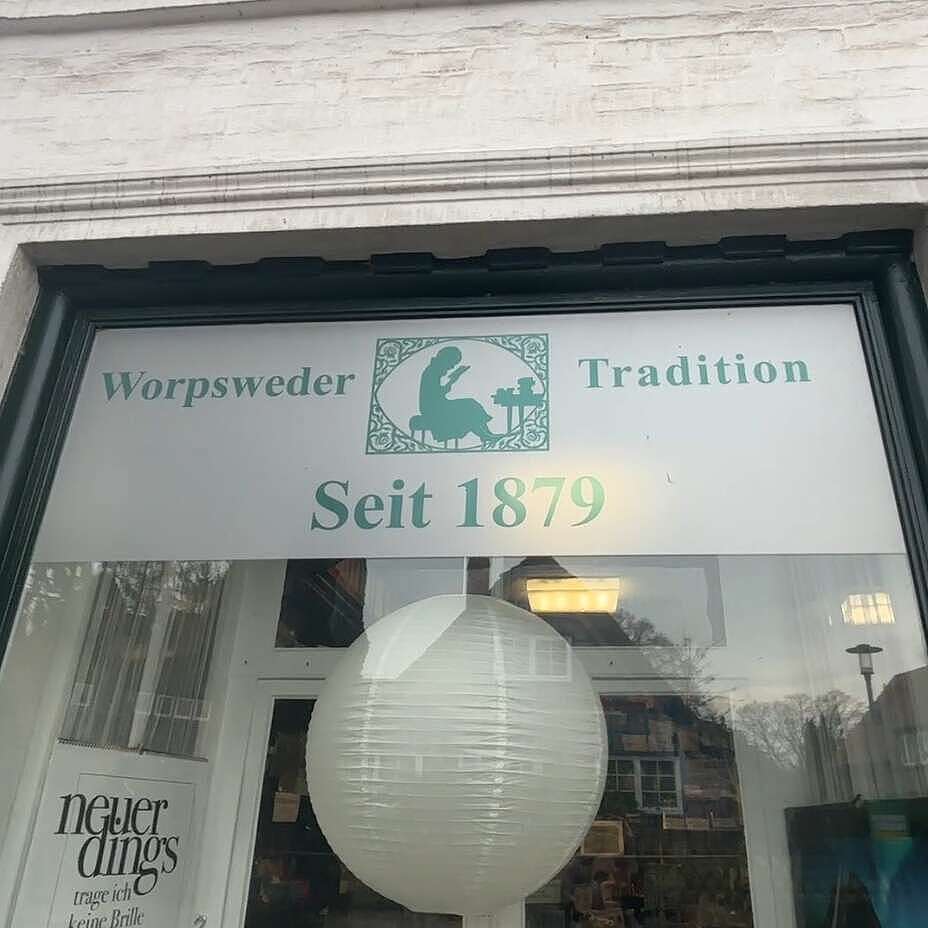 Worpsweder Tradition
Seit 1879
neuer
dings
trage ich
keine Brille